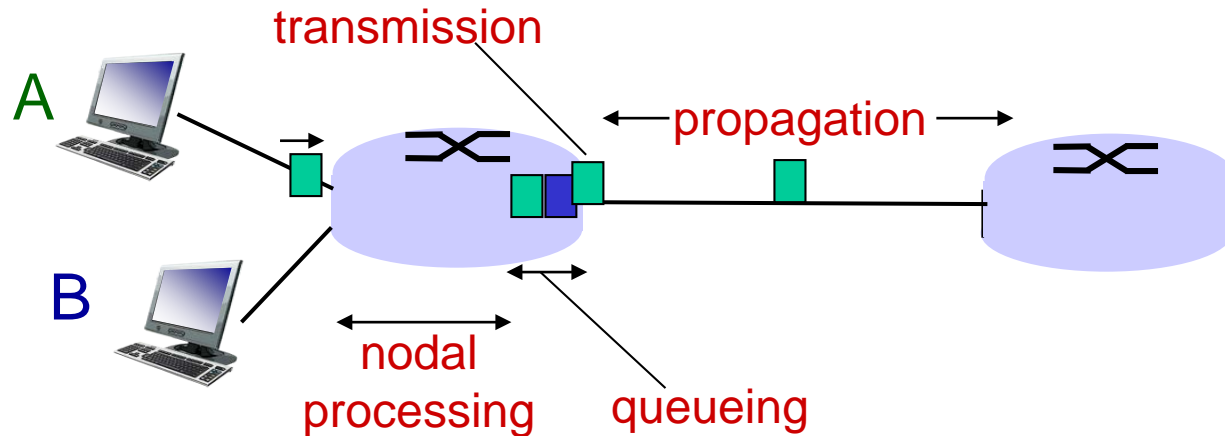 transmission
A
propagation
B
nodal
processing
queueing